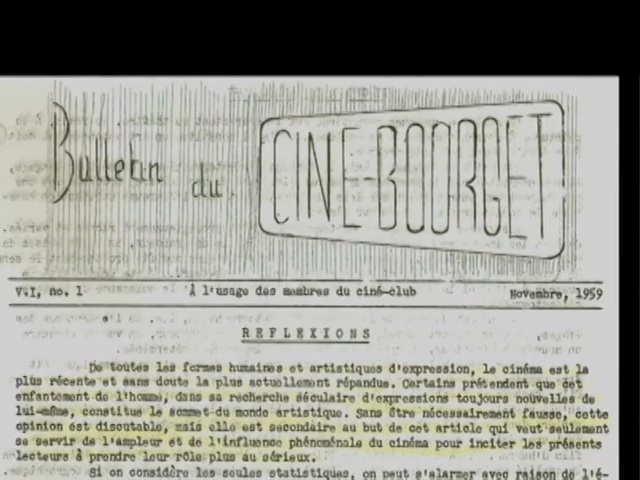 Bulletin du CINE-BOURGET
V.I, no. 1 À l'usage des membres du ciné-club Novembre, 1959
REFLEXIONS
De toutes les formes humaines et artistiques d'expression, le cinéma est la
plus récente et sans doute la plus actuellement répandue. Certains prétendent que cet
enfantement de l'homme, dans sa recherche séculaire d'expressions toujours nouvelles de
lui-même, constitue le sommet du monde artistique. Sans être nécessairement fausse, cette
opinion est discutable, mais elle est secondaire au but de cet article qui veut seulement
se servir de l'ampleur et de l'influence phénoménale du cinéma pour inciter les présents
lecteurs à prendre leur rôle plus au sérieux.
Si on considère les seules statistiques, on peut s'alarmer avec raison de l'é-